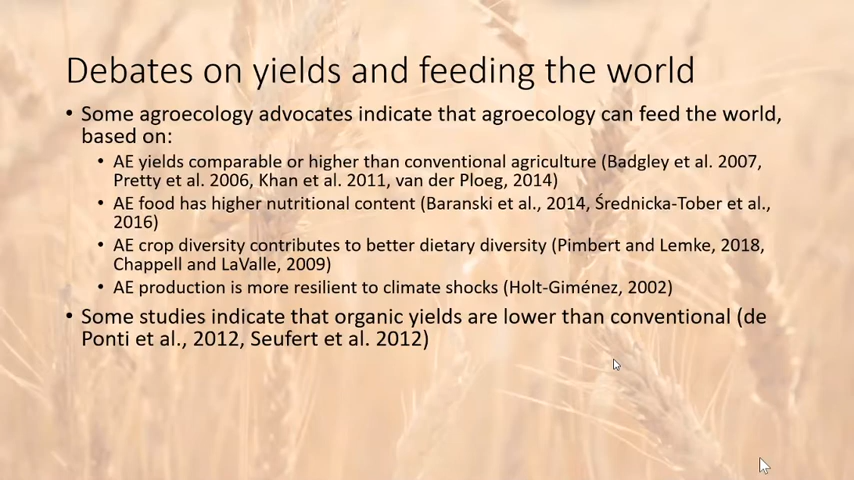 Debates on yields and feeding the world
• Some agroecology advocates indicate that agroecology can feed the world,
based on:
• AE yields comparable or higher than conventional agriculture (Badgley et al. 2007,
Pretty et al. 2006, Khan et al. 2011, van der Ploeg, 2014)
• AE food has higher nutritional content (Baranski et al., 2014, Średnicka-Tober et al.,
2016)
• AE crop diversity contributes to better dietary diversity (Pimbert and Lemke, 2018,
Chappell and LaValle, 2009)
• AE production is more resilient to climate shocks (Holt-Giménez, 2002)
• Some studies indicate that organic yields are lower than conventional (de
Ponti et al., 2012, Seufert et al. 2012)